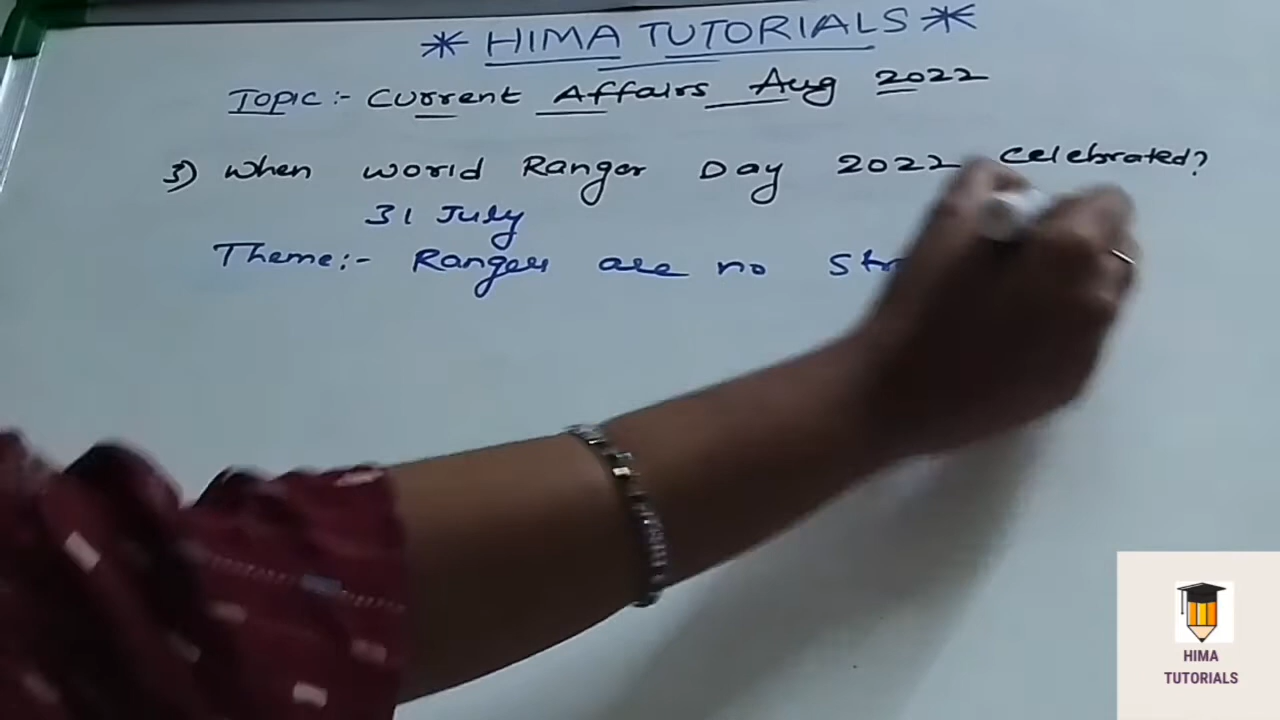 * HIMA TUTORIALS *
Topic:- Current Affairs Aug 2022
3) When world Ranger Day 2022 celebrated?
31 July
Theme:- Rangers are no
HIMA
TUTORIALS